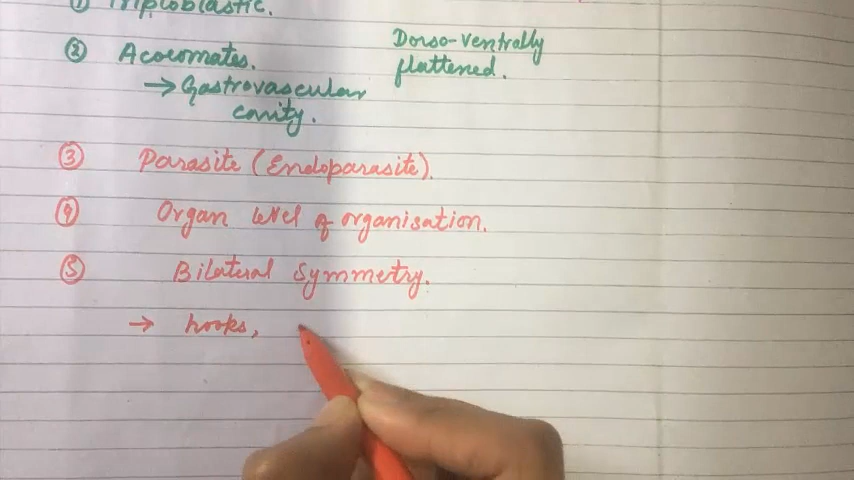 ① Triploblastic.
② Acoelomates.
→ Gastrovascular
cavity.
Dorso-ventrally
flattened.
③ Parasite (Endoparasite).
④ Organ level of organisation.
⑤ Bilateral Symmetry.
→ hooks,